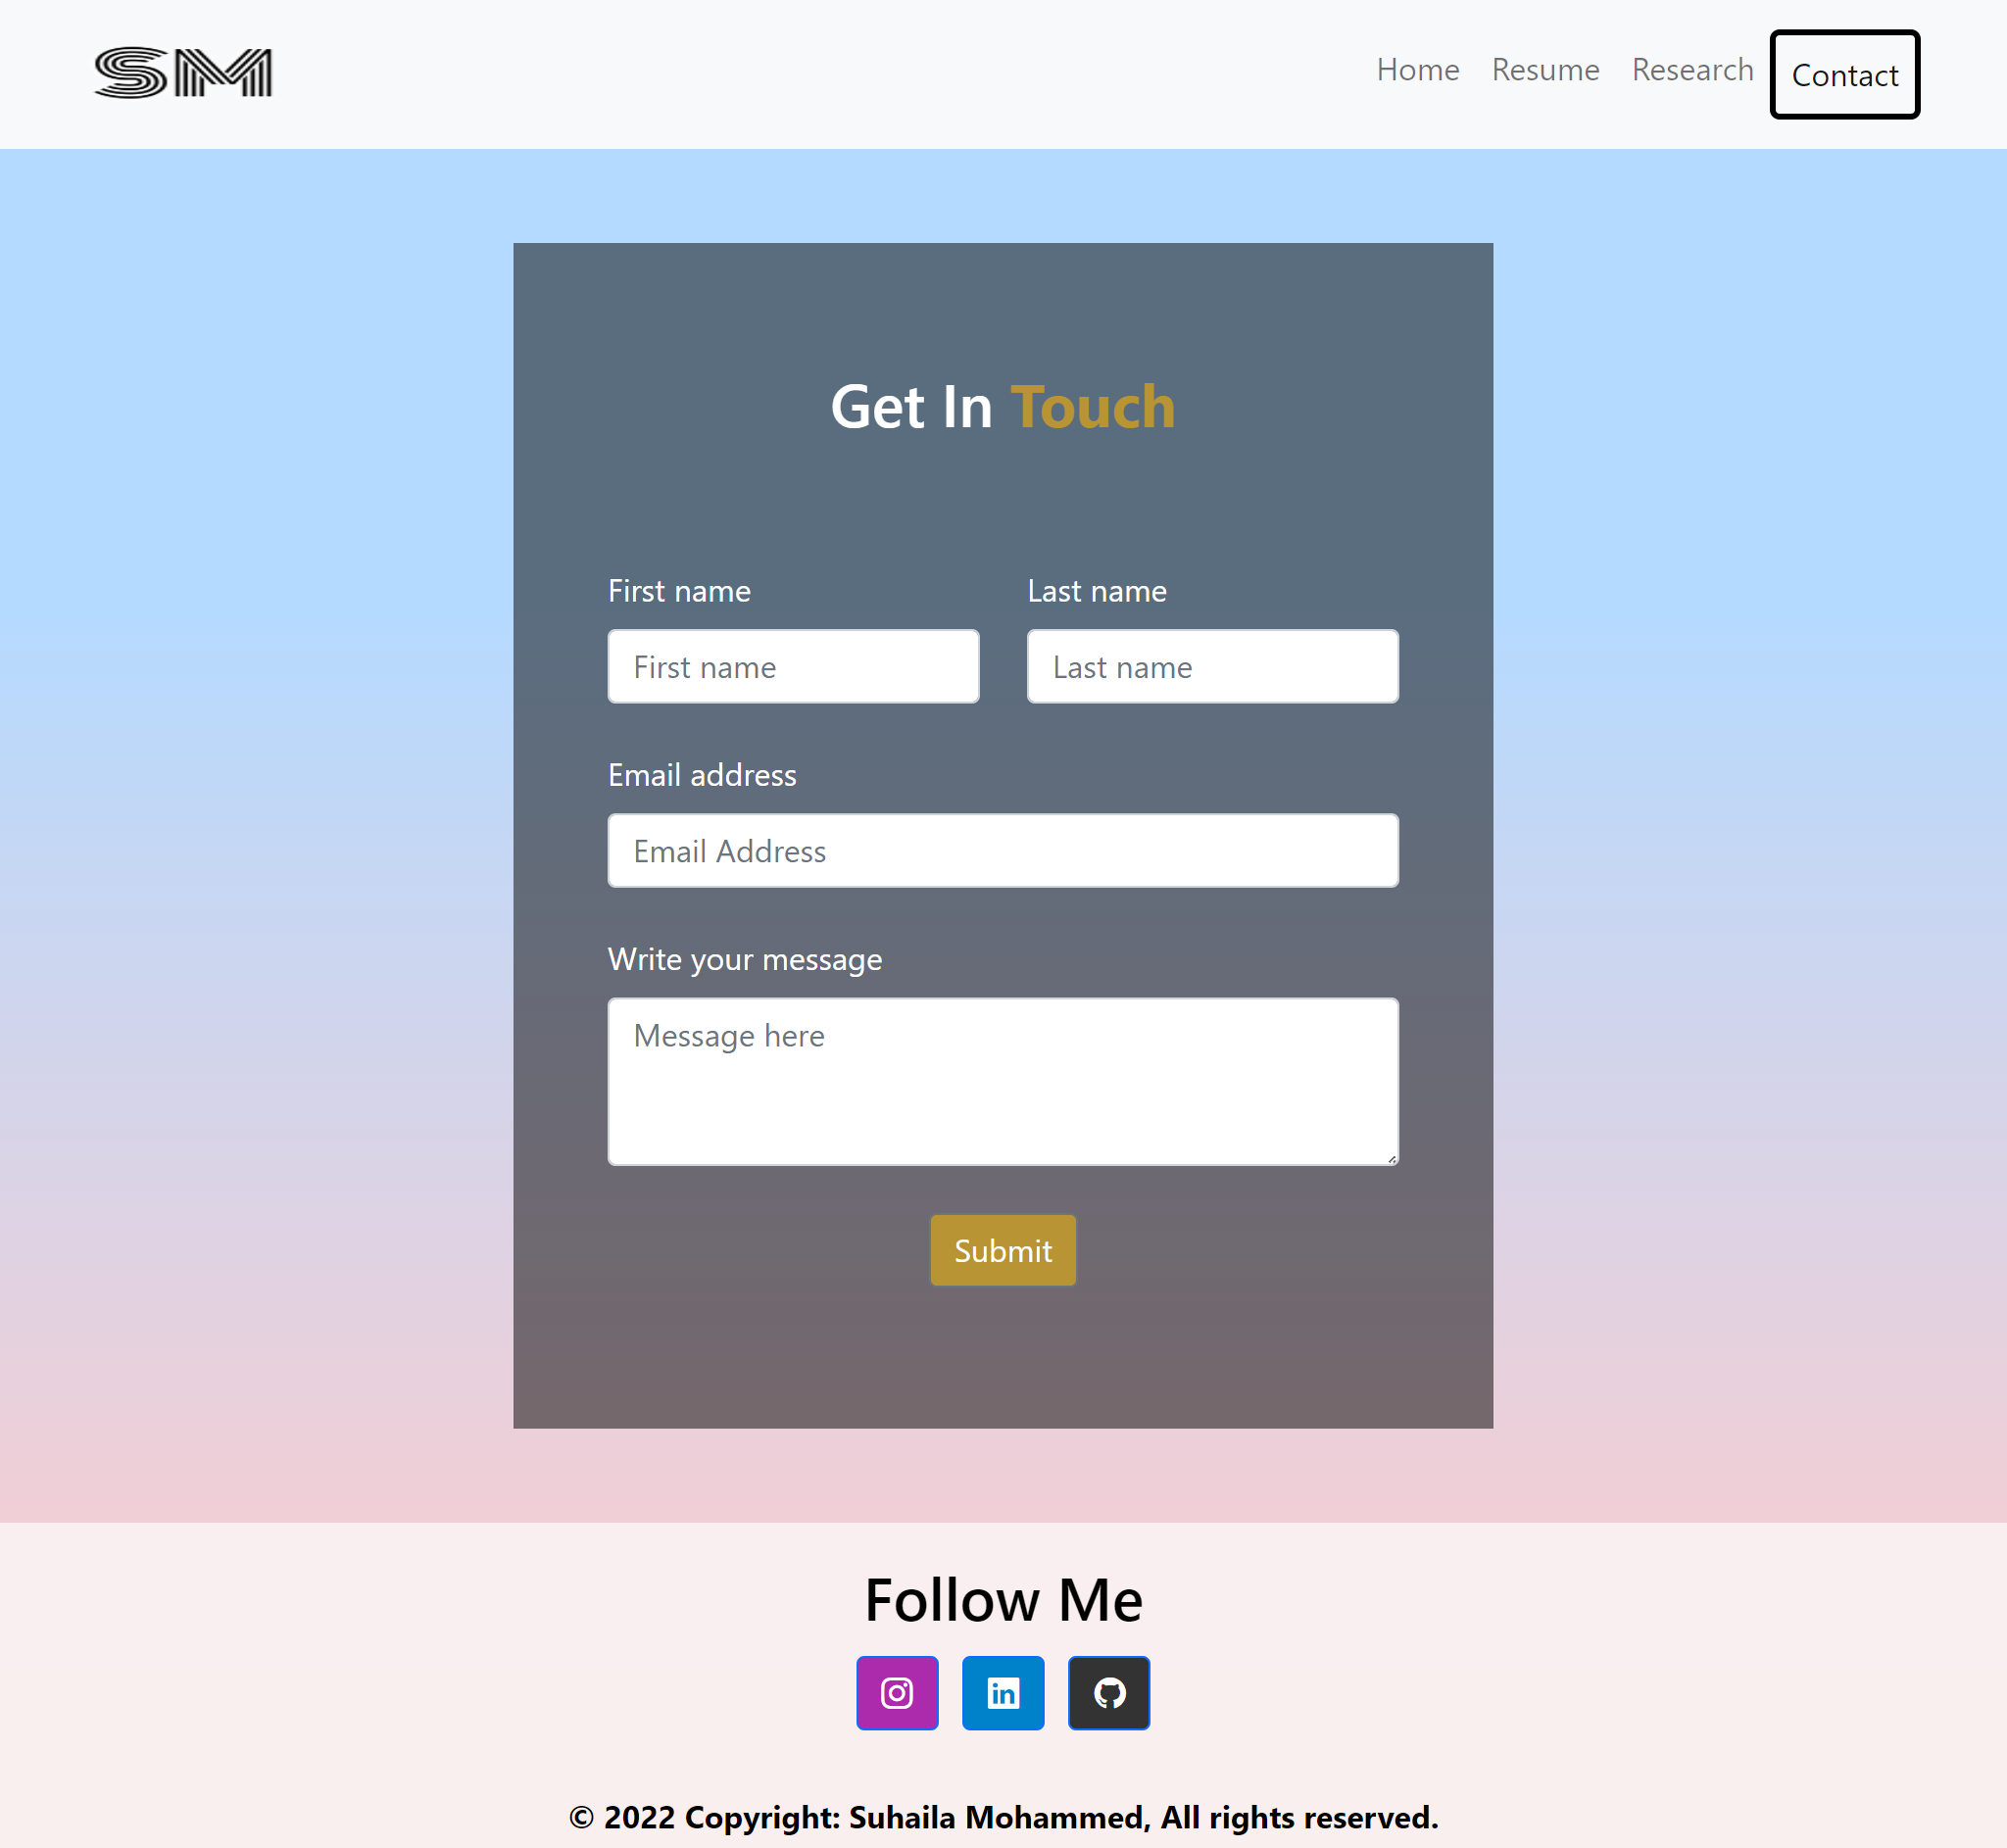 SM
Home Resume Research Contact
Get In Touch
First name Last name
First name Last name
Email address
Email Address
Write your message
Message here
Submit
Follow Me
in
© 2022 Copyright: Suhaila Mohammed, All rights reserved.